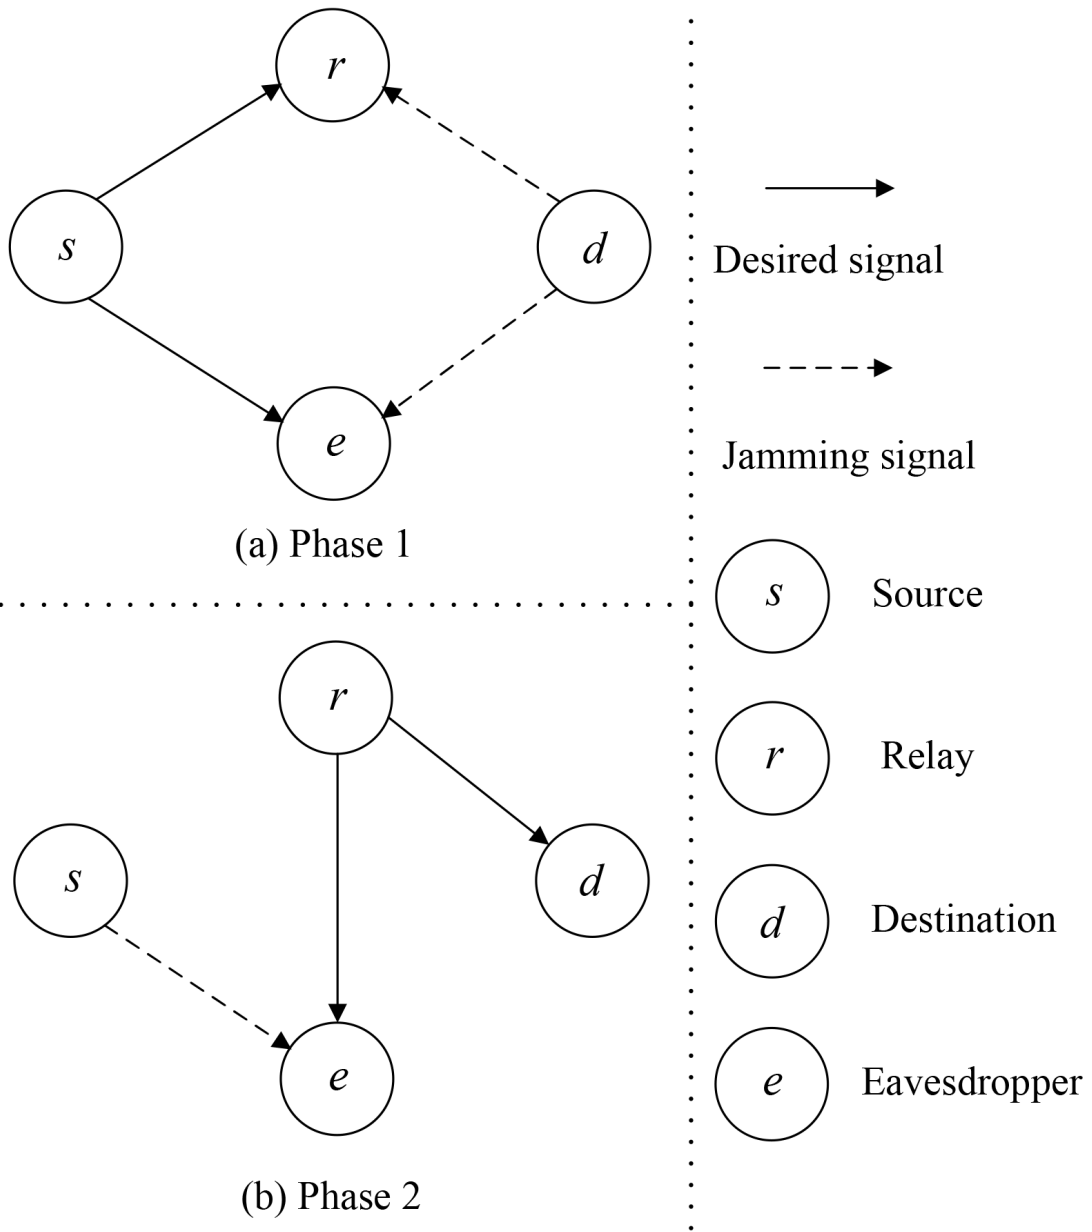 r
s
d
e
(a) Phase 1
r
s
d
e
(b) Phase 2
Desired signal
Jamming signal
s Source
r Relay
d Destination
e Eavesdropper